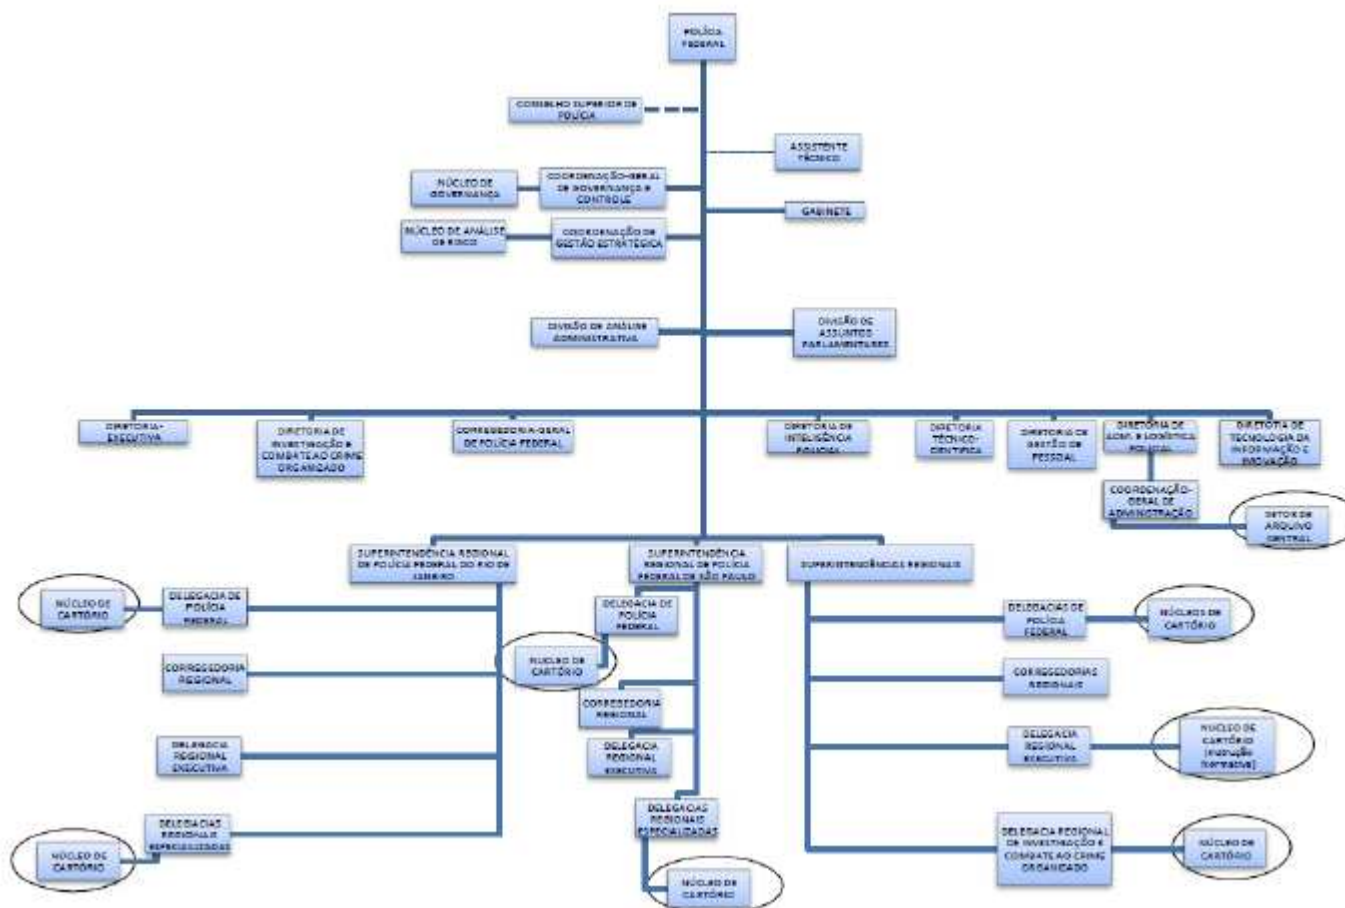 POLÍCIA
FEDERAL
CONSELHO SUPERIOR DE
POLÍCIA
ASSISTENTE
TÉCNICO
NÚCLEO DE
GOVERNANÇA
COORDENAÇÃO-GERAL
DE GOVERNANÇA E
CONTROLE
GABINETE
NÚCLEO DE ANÁLISE
DE RISCO
COORDENAÇÃO DE
GESTÃO ESTRATÉGICA
DIVISÃO DE ANÁLISE
ADMINISTRATIVA
DIVISÃO DE
ASSUNTOS
PARLAMENTARES
DIRETORIA-
EXECUTIVA
DIRETORIA DE
INVESTIGAÇÃO E
COMBATE AO CRIME
ORGANIZADO
CORREGEDORIA-GERAL
DE POLÍCIA FEDERAL
DIRETORIA DE
INTELIGÊNCIA
POLICIAL
DIRETORIA
TÉCNICO-
CIENTIFICA
DIRETORIA DE
GESTÃO DE
PESSOAL
DIRETORIA DE
ADM. E LOGÍSTICA
POLICIAL
DIRETOTIA DE
TECNOLOGIA DA
INFORMAÇÃO E
INOVAÇÃO
COORDENAÇÃO-
GERAL DE
ADMINISTRAÇÃO
SETOR DE
ARQUIVO
CENTRAL
SUPERINTENDÊNCIA REGIONAL
DE POLÍCIA FEDERAL DO RIO DE
JANEIRO
SUPERINTENDÊNCIA
REGIONAL DE POLÍCIA
FEDERAL DE SÃO PAULO
SUPERINTENDÊNCIAS REGIONAIS
NÚCLEO DE
CARTÓRIO
DELEGACIA DE
POLÍCIA
FEDERAL
DELEGACIA DE
POLÍCIA
FEDERAL
DELEGACIAS DE
POLÍCIA
FEDERAL
NÚCLEOS DE
CARTÓRIO
CORREGEDORIA
REGIONAL
NUCLEO DE
CARTÓRIO
CORREGEDORIA
REGIONAL
CORREGEDORIAS
REGIONAIS
DELEGACIA
REGIONAL
EXECUTIVA
DELEGACIA
REGIONAL
EXECUTIVA
DELEGACIA
REGIONAL
EXECUTIVA
NUCLEO DE
CARTÓRIO
(Instrução
Normativa)
DELEGACIAS
REGIONAIS
ESPECIALIZADAS
NÚCLEO DE
CARTÓRIO
DELEGACIAS
REGIONAIS
ESPECIALIZADAS
NÚCLEO DE
CARTÓRIO
DELEGACIA REGIONAL
DE INVESTIGAÇÃO E
COMBATE AO CRIME
ORGANIZADO
NÚCLEO DE
CARTÓRIO